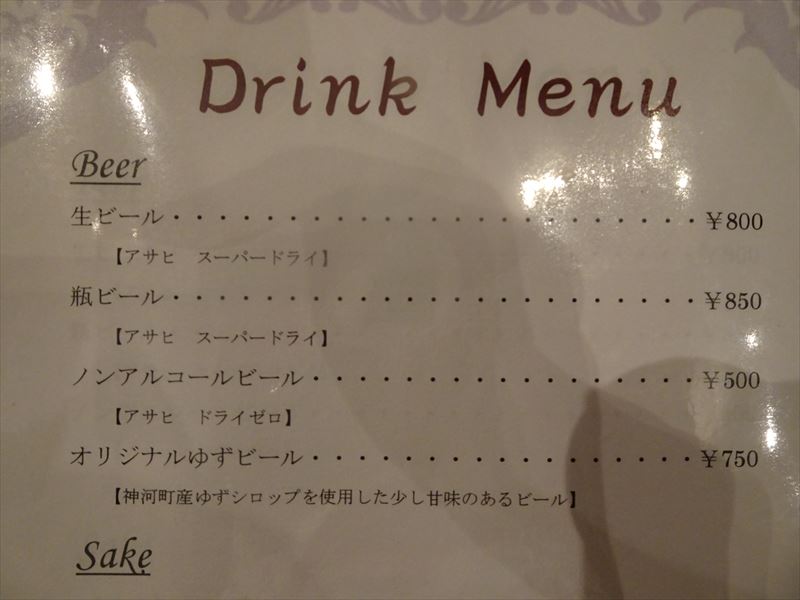 Drink Menu
Beer
生ビール・・・・・・・・・・・・・・・・・・・・・・・¥800
【アサヒ　スーパードライ】
瓶ビール・・・・・・・・・・・・・・・・・・・・・・・¥850
【アサヒ　スーパードライ】
ノンアルコールビール・・・・・・・・・・・・・・・・・¥500
【アサヒ　ドライゼロ】
オリジナルゆずビール・・・・・・・・・・・・・・・・・¥750
【神河町産ゆずシロップを使用した少し甘味のあるビール】
Sake